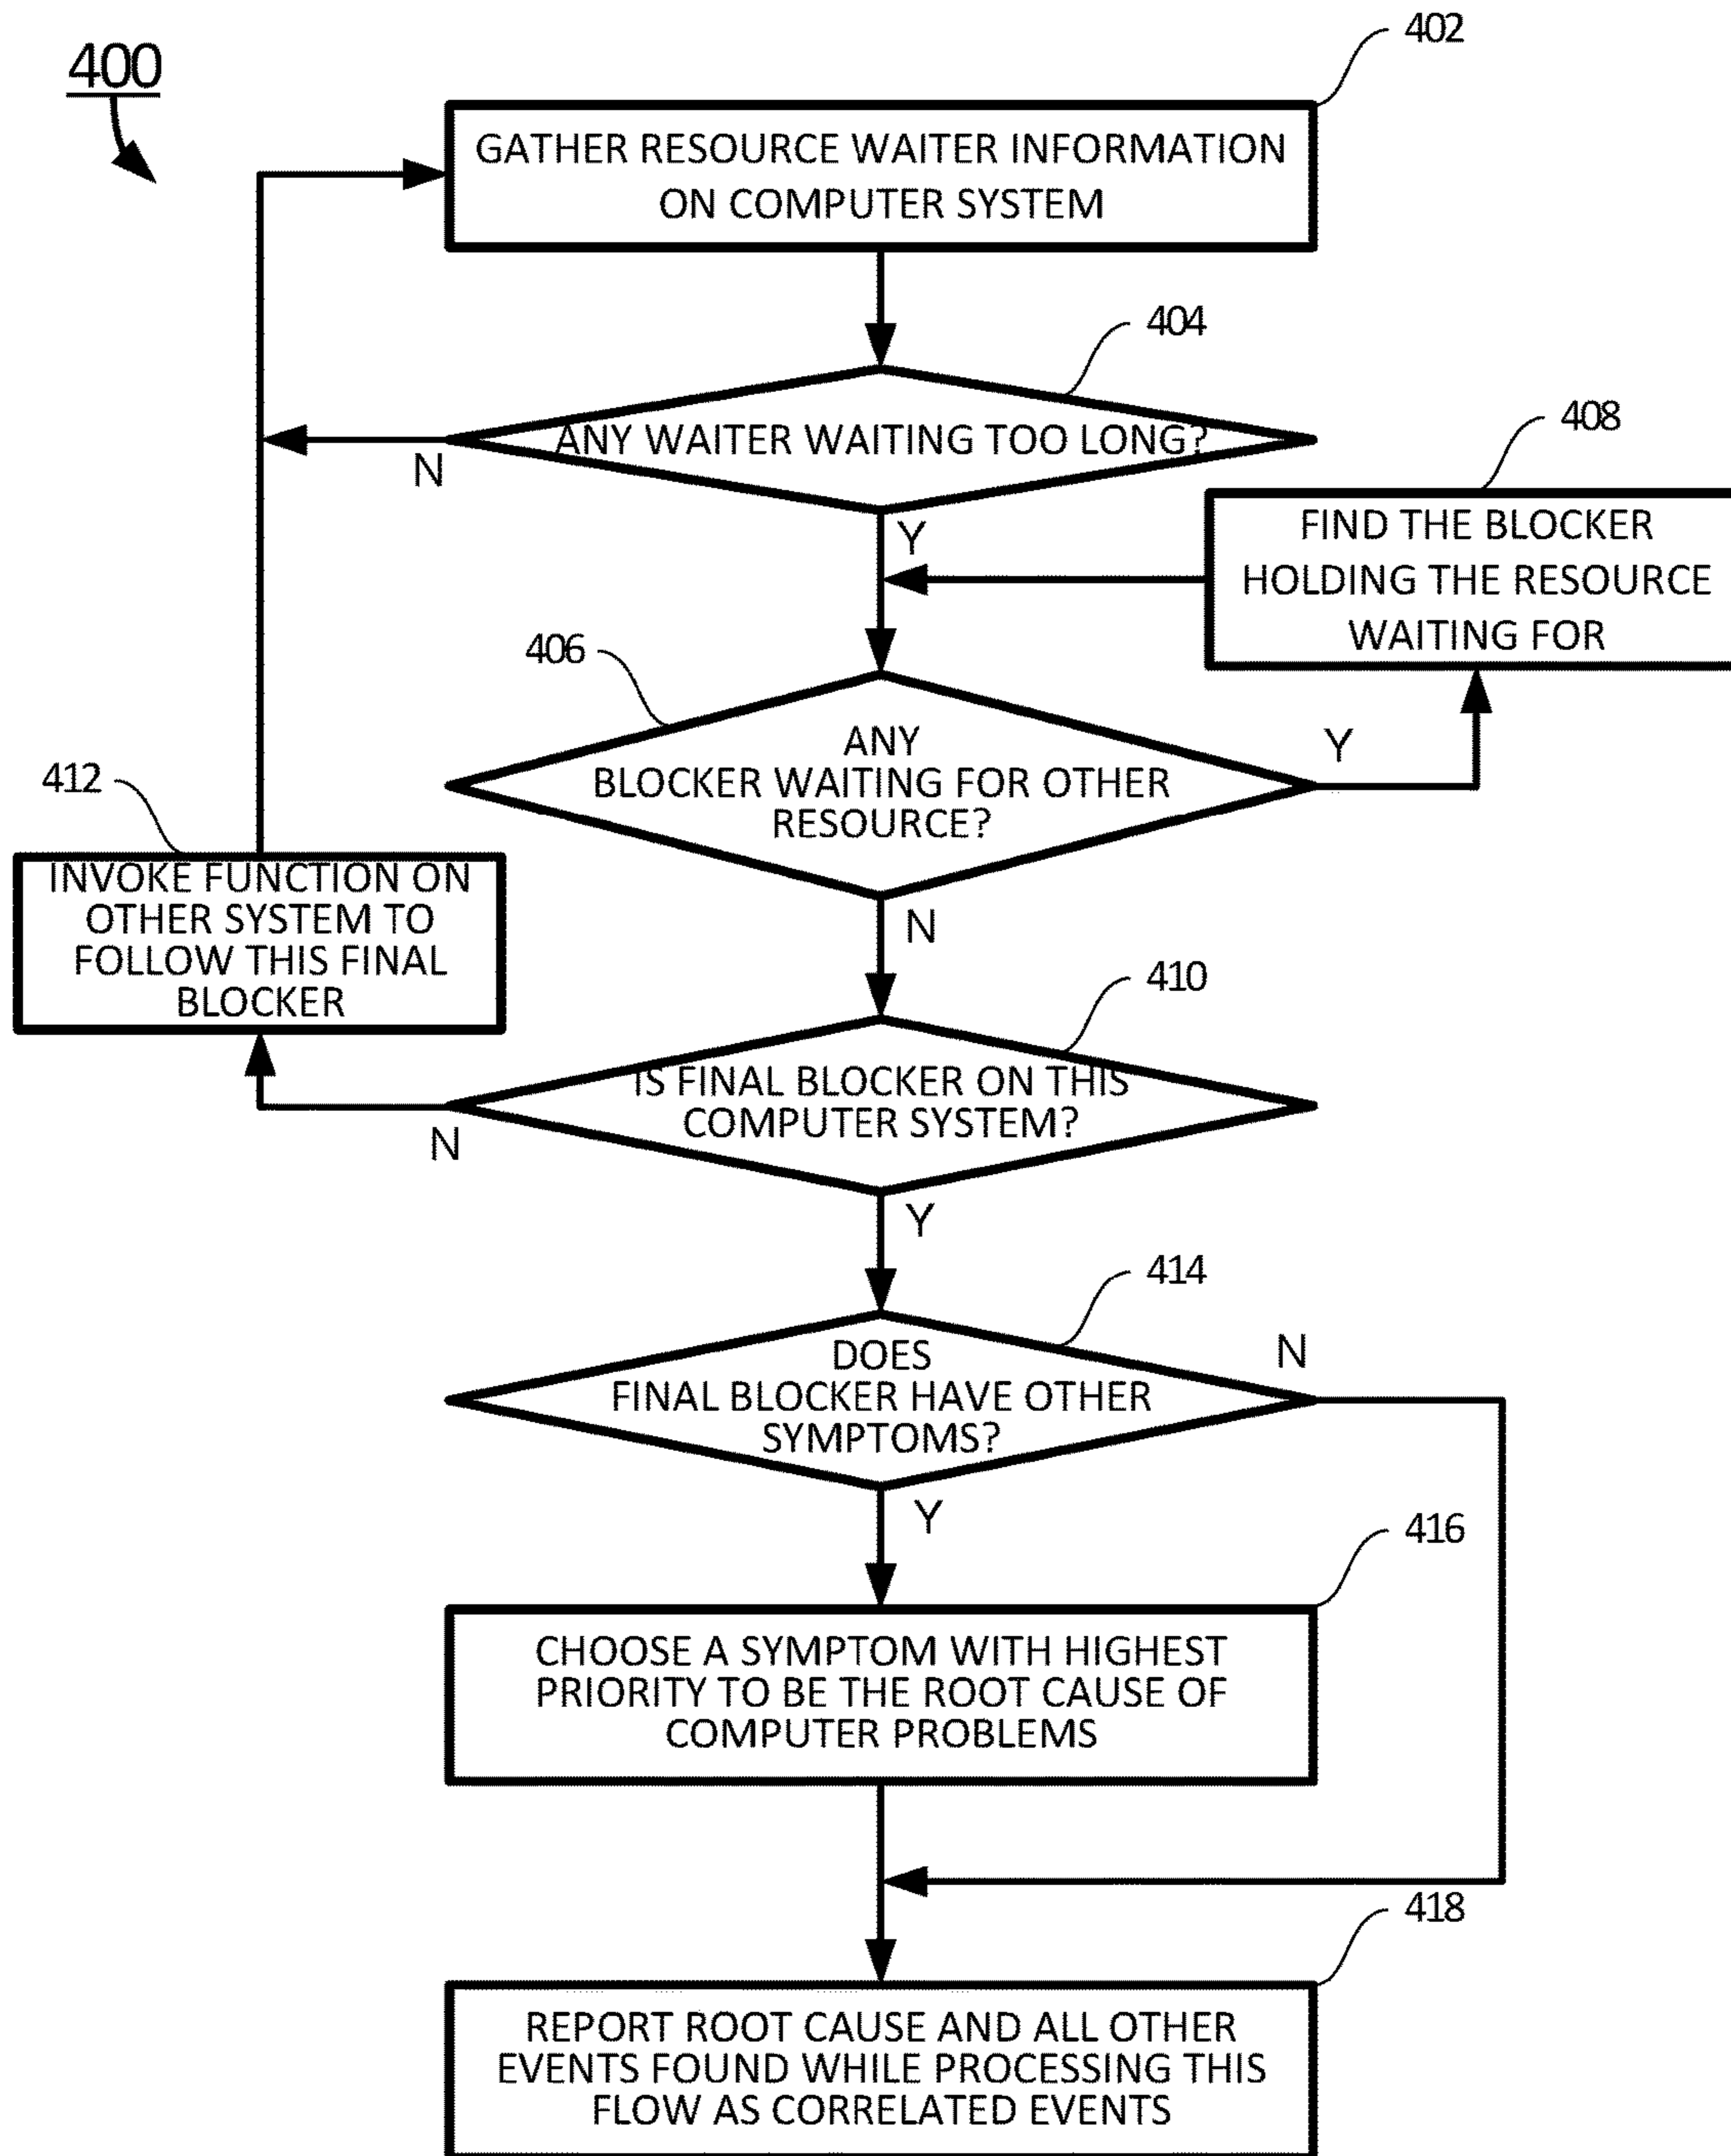 400
402
GATHER RESOURCE WAITER INFORMATION
ON COMPUTER SYSTEM
404
ANY WAITER WAITING TOO LONG?
N
Y
408
FIND THE BLOCKER
HOLDING THE RESOURCE
WAITING FOR
406
ANY
BLOCKER WAITING FOR OTHER
RESOURCE?
Y
N
412
INVOKE FUNCTION ON
OTHER SYSTEM TO
FOLLOW THIS FINAL
BLOCKER
410
IS FINAL BLOCKER ON THIS
COMPUTER SYSTEM?
N
Y
414
DOES
FINAL BLOCKER HAVE OTHER
SYMPTOMS?
N
Y
416
CHOOSE A SYMPTOM WITH HIGHEST
PRIORITY TO BE THE ROOT CAUSE OF
COMPUTER PROBLEMS
418
REPORT ROOT CAUSE AND ALL OTHER
EVENTS FOUND WHILE PROCESSING THIS
FLOW AS CORRELATED EVENTS